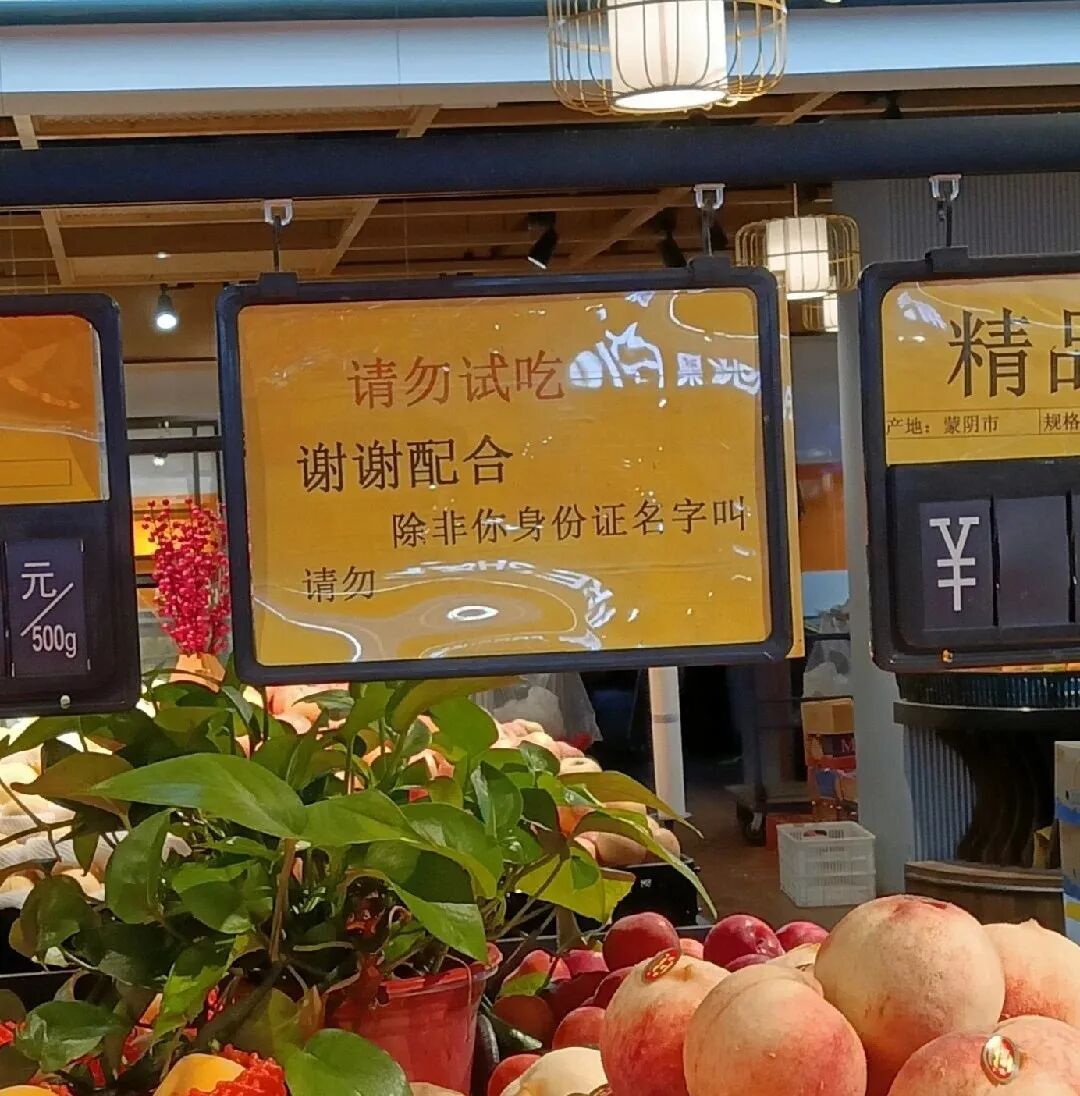 请勿试吃
谢谢配合
除非你身份证名字叫
请勿
元/500g
精品
产地：蒙阴市
规格
¥